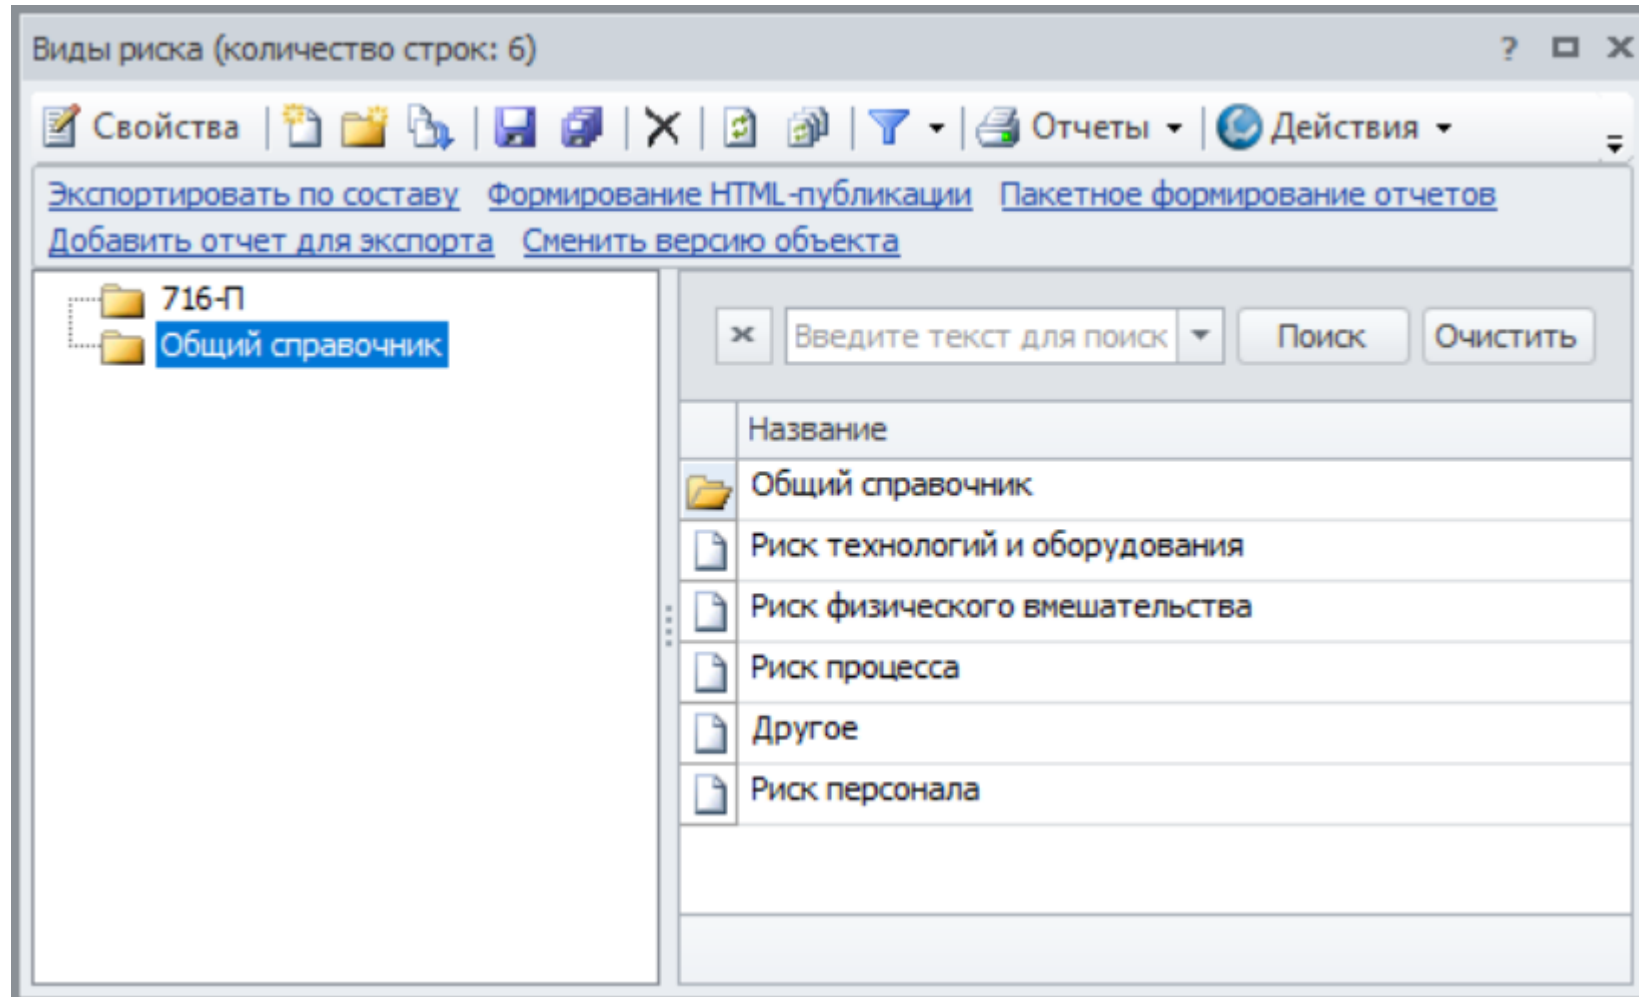 Виды риска (количество строк: 6)
Свойства Отчеты Действия
Экспортировать по составу Формирование HTML-публикации Пакетное формирование отчетов
Добавить отчет для экспорта Сменить версию объекта
716-П
Общий справочник
Введите текст для поиск Поиск Очистить
Название
Общий справочник
Риск технологий и оборудования
Риск физического вмешательства
Риск процесса
Другое
Риск персонала